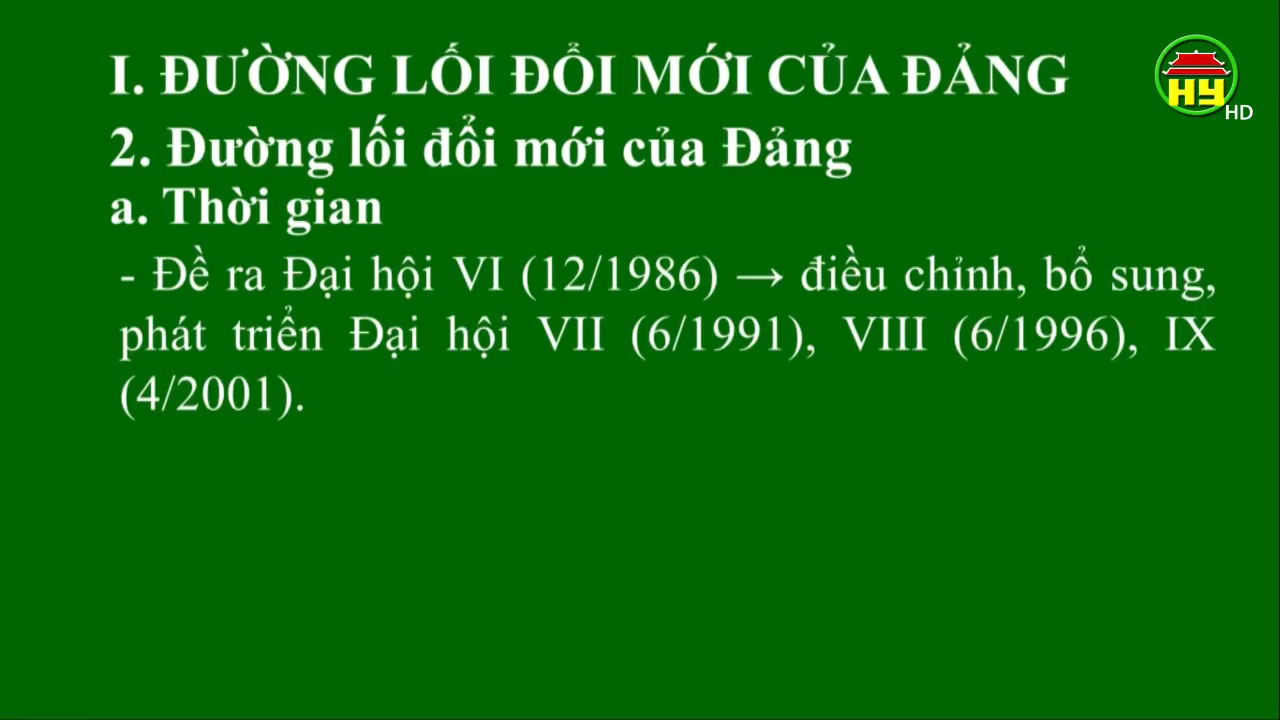 I. ĐƯỜNG LỐI ĐỔI MỚI CỦA ĐẢNG
2. Đường lối đổi mới của Đảng
a. Thời gian
- Đề ra Đại hội VI (12/1986) → điều chỉnh, bổ sung,
phát triển Đại hội VII (6/1991), VIII (6/1996), IX
(4/2001).
HY
HD